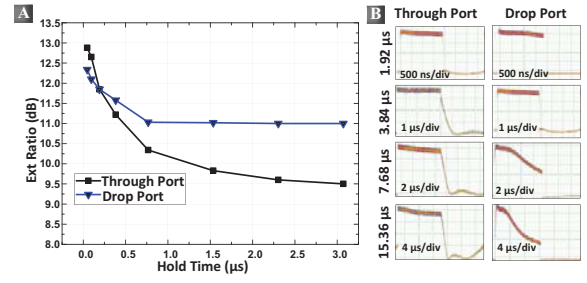 A
Ext Ratio (dB)
13.5
13.0
12.5
12.0
11.5
11.0
10.5
10.0
9.5
9.0
8.5
8.0
Through Port
Drop Port
0.0 0.5 1.0 1.5 2.0 2.5 3.0
Hold Time (μs)
B
Through Port Drop Port
1.92 μs
500 ns/div 500 ns/div
3.84 μs
1 μs/div 1 μs/div
7.68 μs
2 μs/div 2 μs/div
15.36 μs
4 μs/div 4 μs/div